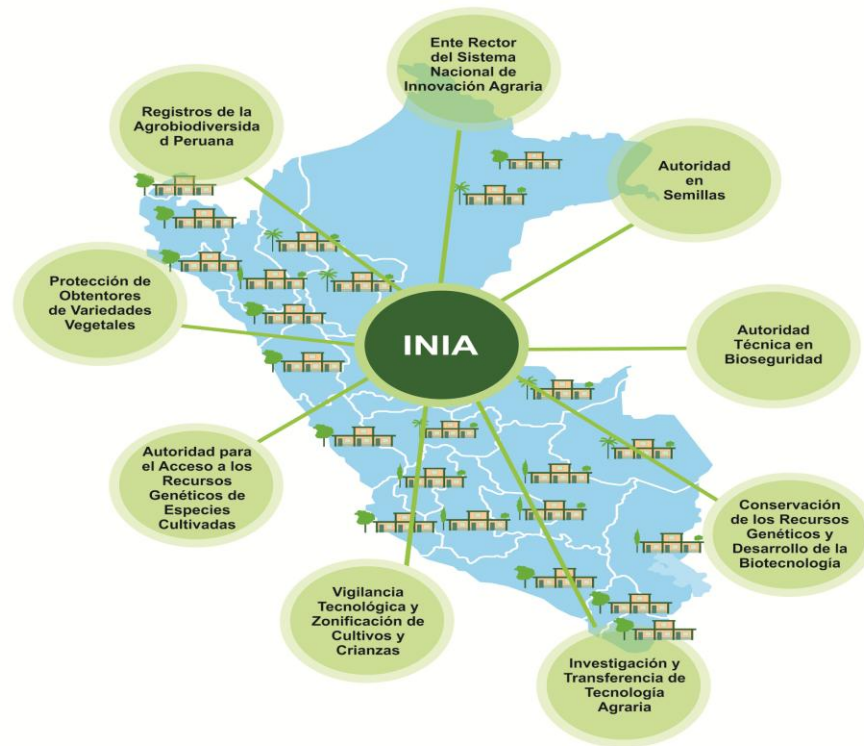 Ente Rector
del Sistema
Nacional de
Innovación Agraria
Registros de la
Agrobiodiversida
d Peruana
Autoridad
en
Semillas
Protección de
Obtentores
de Variedades
Vegetales
INIA
Autoridad
Técnica en
Bioseguridad
Autoridad para
el Acceso a los
Recursos
Genéticos de
Especies
Cultivadas
Conservación
de los Recursos
Genéticos y
Desarrollo de la
Biotecnología
Vigilancia
Tecnológica y
Zonificación de
Cultivos y
Crianzas
Investigación y
Transferencia de
Tecnología
Agraria